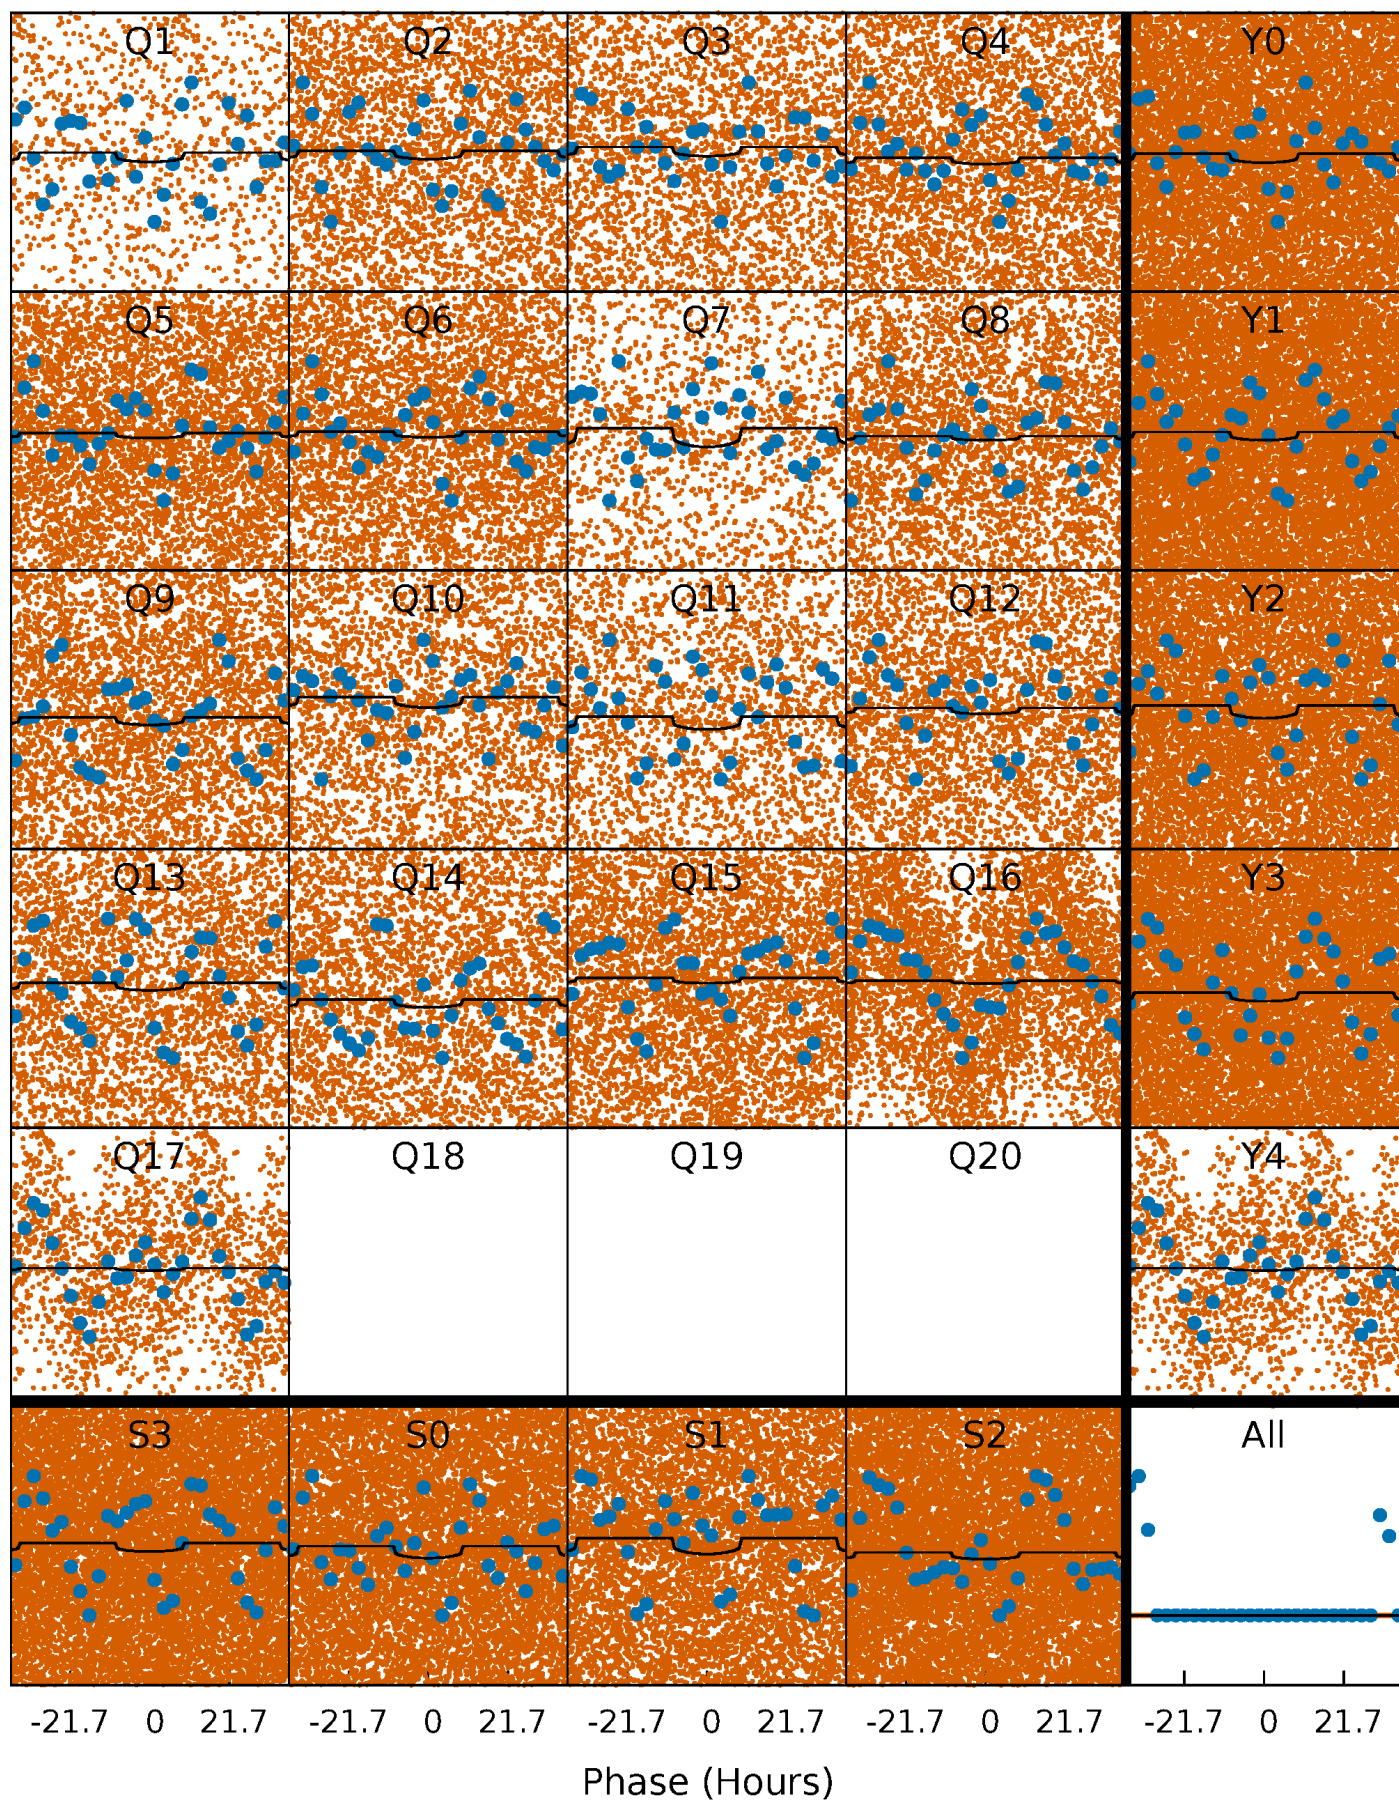 Q1 Q2 Q3 Q4 Y0
Q5 Q6 Q7 Q8 Y1
Q9 Q10 Q11 Q12 Y2
Q13 Q14 Q15 Q16 Y3
Q17 Q18 Q19 Q20 Y4
S3 S0 S1 S2 All
-21.7 0 21.7 -21.7 0 21.7 -21.7 0 21.7 -21.7 0 21.7 -21.7 0 21.7
Phase (Hours)